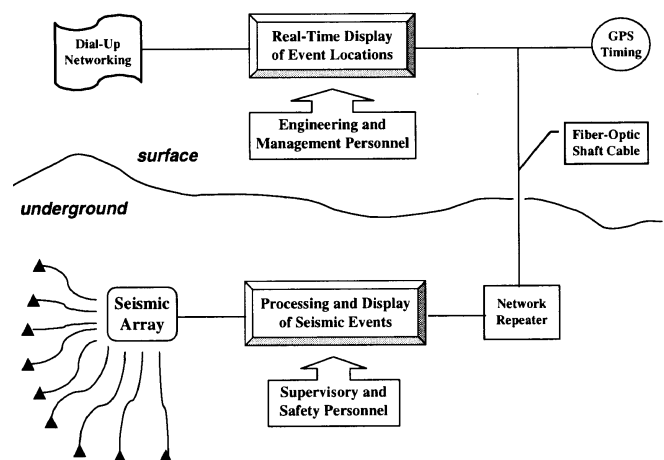 Dial-Up
Networking
Real-Time Display
of Event Locations
GPS
Timing
Engineering and
Management Personnel
Fiber-Optic
Shaft Cable
surface
underground
Seismic
Array
Processing and Display
of Seismic Events
Network
Repeater
Supervisory and
Safety Personnel